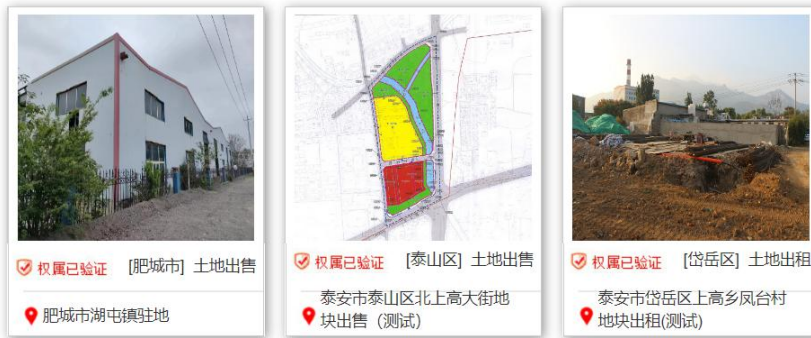 权属已验证 [肥城市] 土地出售
肥城市湖屯镇驻地
权属已验证 [泰山区] 土地出售
泰安市泰山区北上高大街地
块出售（测试）
权属已验证 [岱岳区] 土地出租
泰安市岱岳区上高乡凤台村
地块出租(测试)